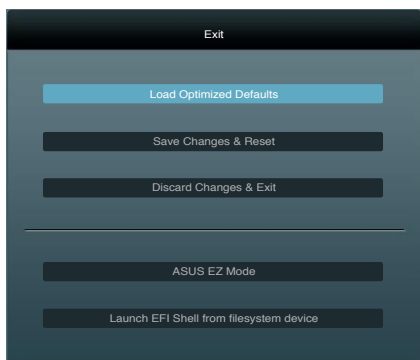 Exit
Load Optimized Defaults
Save Changes & Reset
Discard Changes & Exit
ASUS EZ Mode
Launch EFI Shell from filesystem device